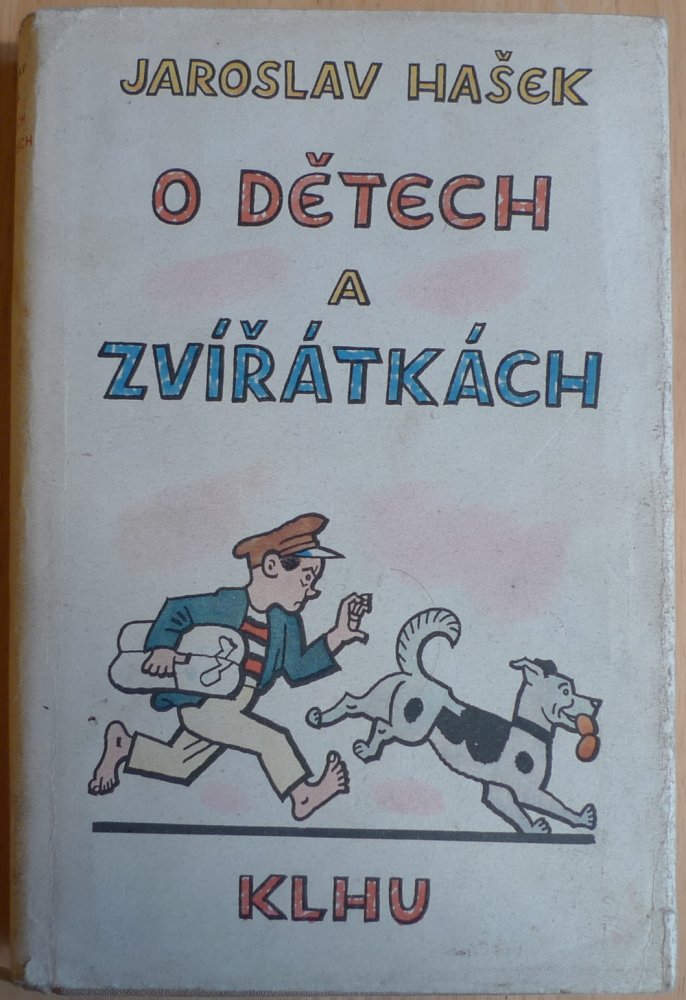 JAROSLAV HAŠEK
O DĚTECH
A
ZVÍŘÁTKÁCH
KLHU